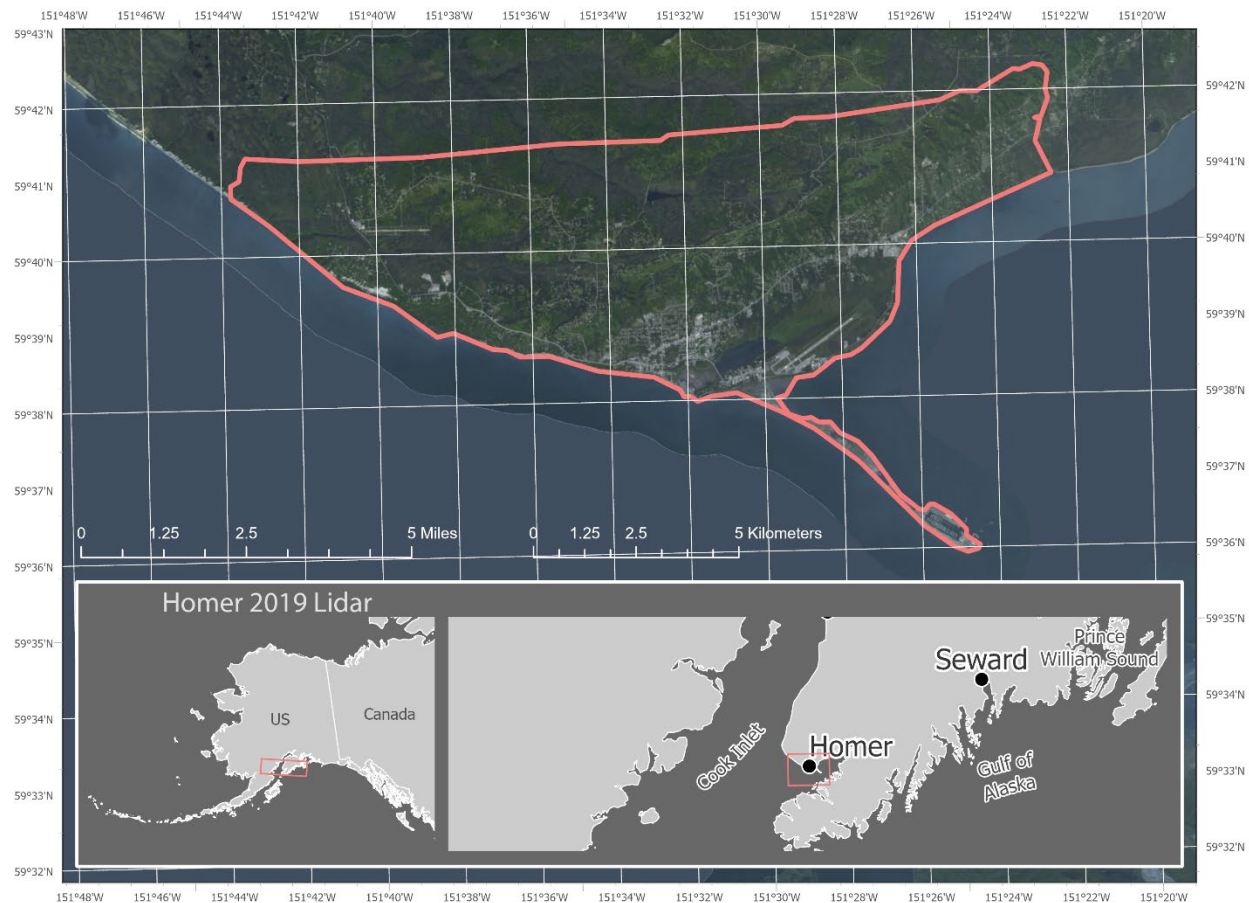 151°48'W 151°46'W 151°44'W 151°42'W 151°40'W 151°38'W 151°36'W 151°34'W 151°32'W 151°30'W 151°28'W 151°26'W 151°24'W 151°22'W 151°0'W
59°43'N
59°42'N 59°42'N
59°41'N 59°41'N
59°40'N 59°40'N
59°39'N 59°39'N
59°38'N 59°38'N
59°37'N 59°37'N
0 1.25 2.5 5 Miles 0 1.25 2.5 5 Kilometers
59°36'N 59°36'N
Homer 2019 Lidar
59°35'N 59°35'N
Prince
William Sound
Seward
US
Canada
59°34'N 59°34'N
Homer
Cook Inlet
Gulf of
Alaska
59°33'N 59°33'N
59°32'N 59°32'N
151°48'W 151°46'W 151°44'W 151°42'W 151°40'W 151°38'W 151°36'W 151°34'W 151°32'W 151°30'W 151°28'W 151°26'W 151°24'W 151°22'W 151°20'W